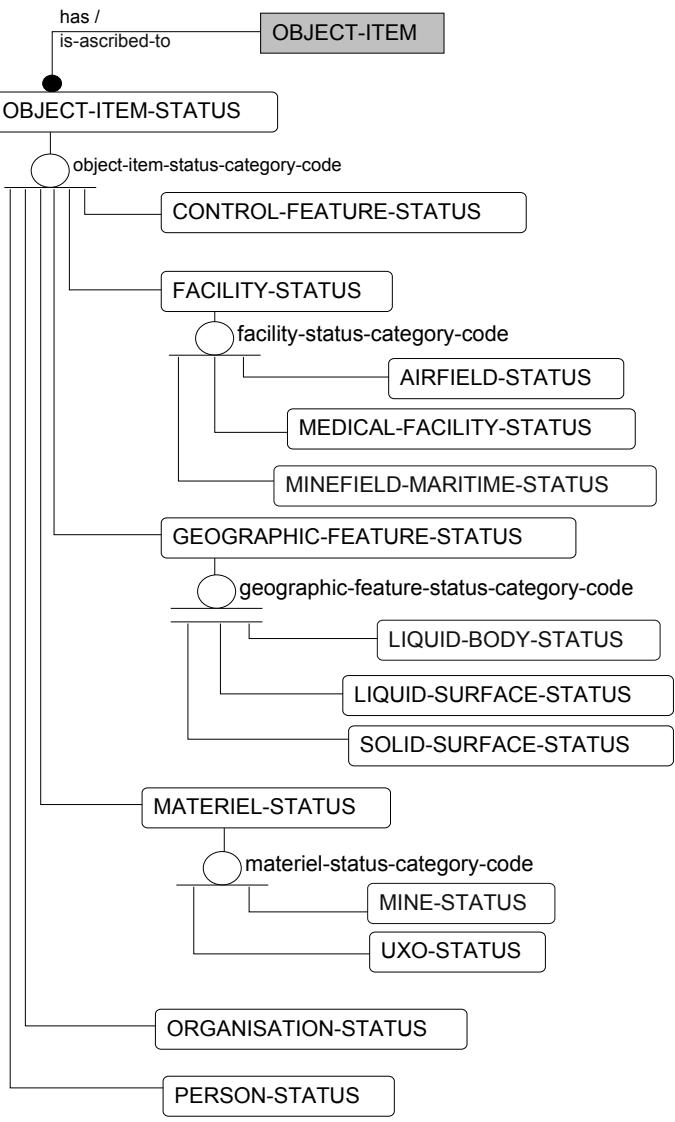 has /
is-ascribed-to
OBJECT-ITEM
OBJECT-ITEM-STATUS
object-item-status-category-code
CONTROL-FEATURE-STATUS
FACILITY-STATUS
facility-status-category-code
AIRFIELD-STATUS
MEDICAL-FACILITY-STATUS
MINEFIELD-MARITIME-STATUS
GEOGRAPHIC-FEATURE-STATUS
geographic-feature-status-category-code
LIQUID-BODY-STATUS
LIQUID-SURFACE-STATUS
SOLID-SURFACE-STATUS
MATERIEL-STATUS
materiel-status-category-code
MINE-STATUS
UXO-STATUS
ORGANISATION-STATUS
PERSON-STATUS